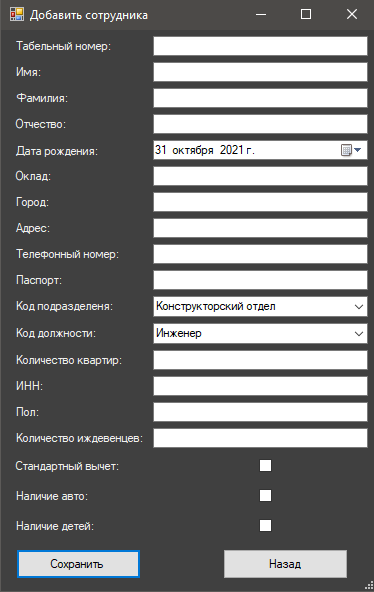 Добавить сотрудника
Табельный номер:
Имя:
Фамилия:
Отчество:
Дата рождения: 31 октября 2021 г.
Оклад:
Город:
Адрес:
Телефонный номер:
Паспорт:
Код подразделеня: Конструкторский отдел
Код должности: Инженер
Количество квартир:
ИНН:
Пол:
Количество иждевенцев:
Стандартный вычет:
Наличие авто:
Наличие детей:
Сохранить Назад